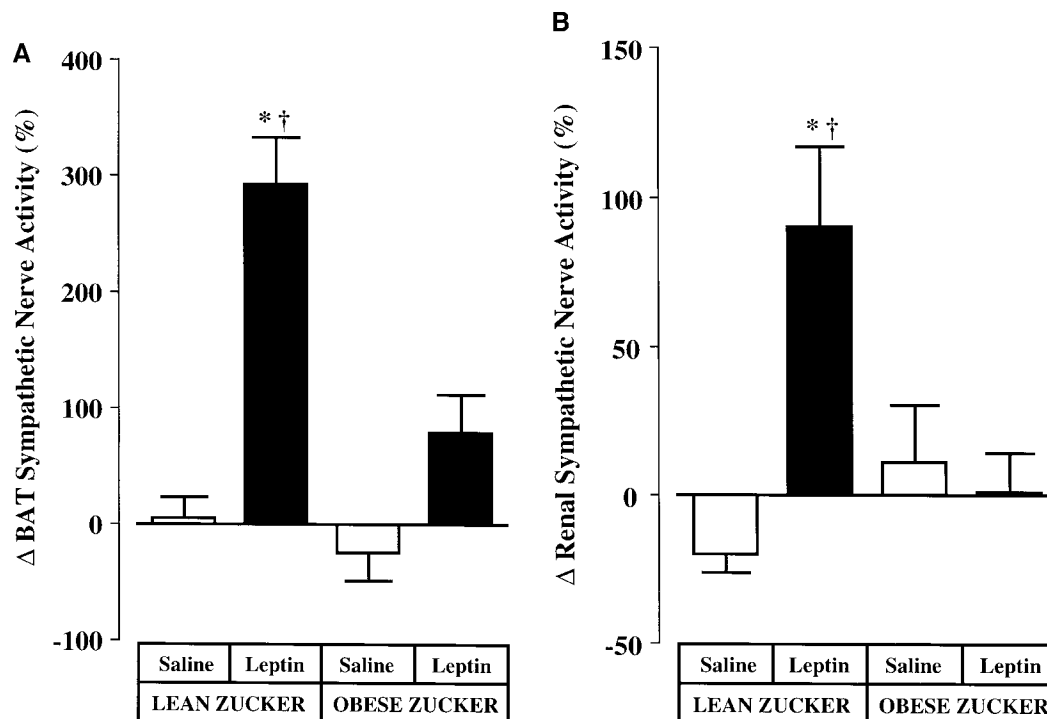 A
Δ BAT Sympathetic Nerve Activity (%)
400
300
200
100
0
-100
* †
Saline Leptin Saline Leptin
LEAN ZUCKER OBESE ZUCKER
B
Δ Renal Sympathetic Nerve Activity (%)
150
100
50
0
-50
* †
Saline Leptin Saline Leptin
LEAN ZUCKER OBESE ZUCKER